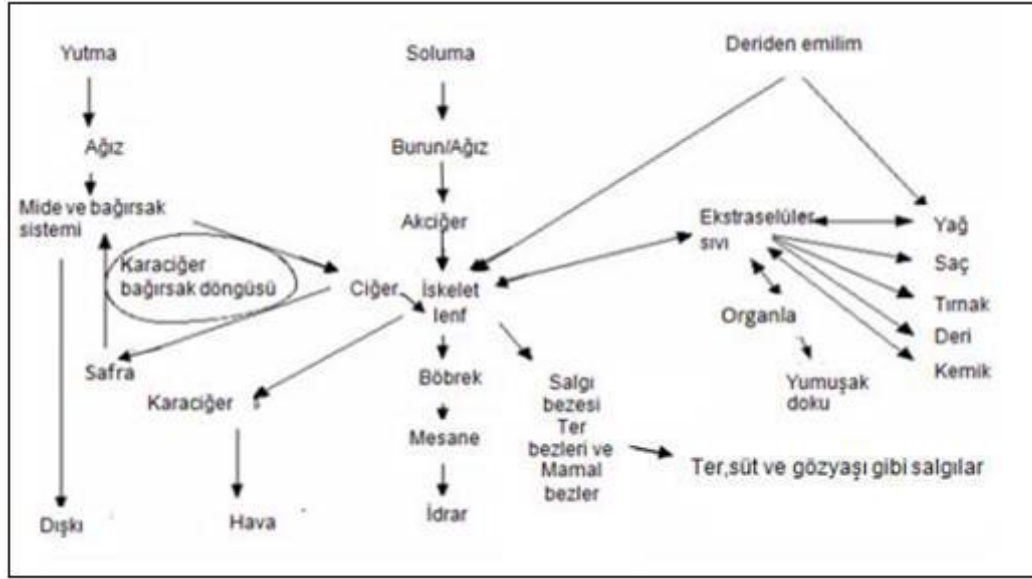 Yutma
Soluma
Deriden emilim
Ağız
Burun/Ağız
Mide ve bağırsak
sistemi
Akciğer
Ekstraselüler
sıvı
Yağ
Saç
Tırnak
Deri
Kemik
Karaciğer
bağırsak döngüsü
Ciğer
İskelet
lenf
Organla
Yumuşak
doku
Safra
Karaciğer
Böbrek
Mesane
İdrar
Salgı
bezesi
Ter
bezleri ve
Mamal
bezler
Ter,süt ve gözyaşı gibi salgılar
Dışkı
Hava